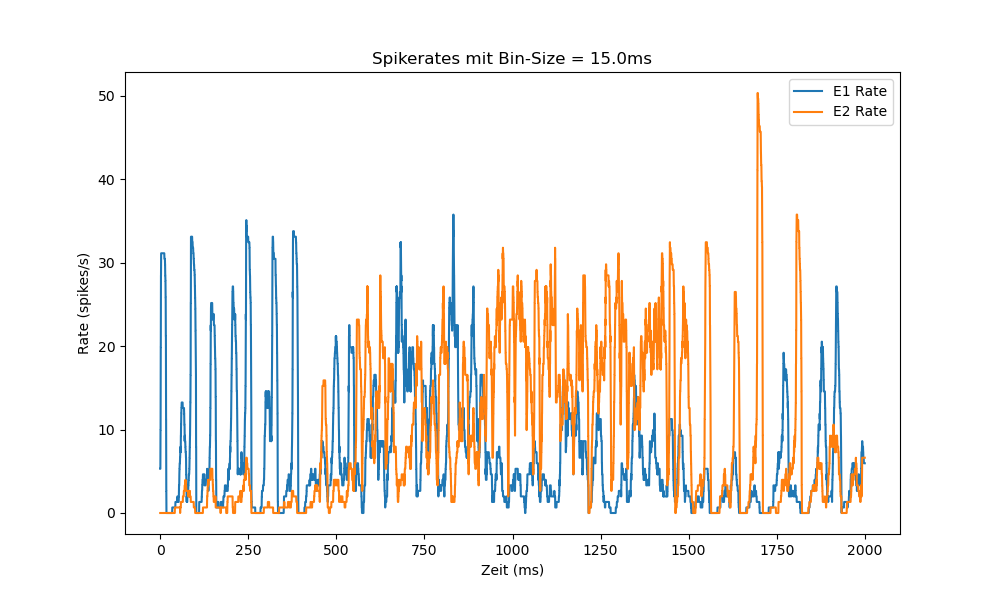 Spikerates mit Bin-Size = 15.0ms
E1 Rate
E2 Rate
Rate (spikes/s)
50
40
30
20
10
0
0 250 500 750 1000 1250 1500 1750 2000
Zeit (ms)